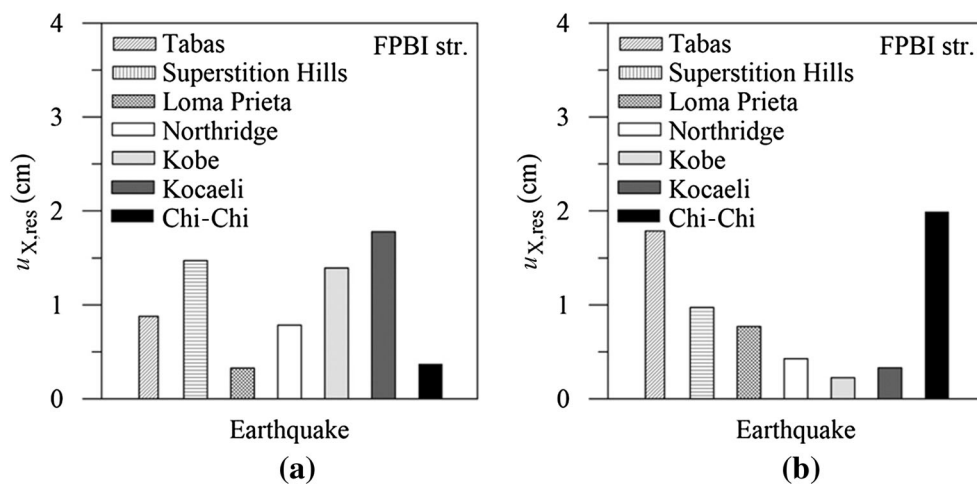 4
3
2
1
0
u X,res (cm)
FPBI str.
Tabas
Superstition Hills
Loma Prieta
Northridge
Kobe
Kocaeli
Chi-Chi
Earthquake
(a)
4
3
2
1
0
u X,res (cm)
FPBI str.
Tabas
Superstition Hills
Loma Prieta
Northridge
Kobe
Kocaeli
Chi-Chi
Earthquake
(b)